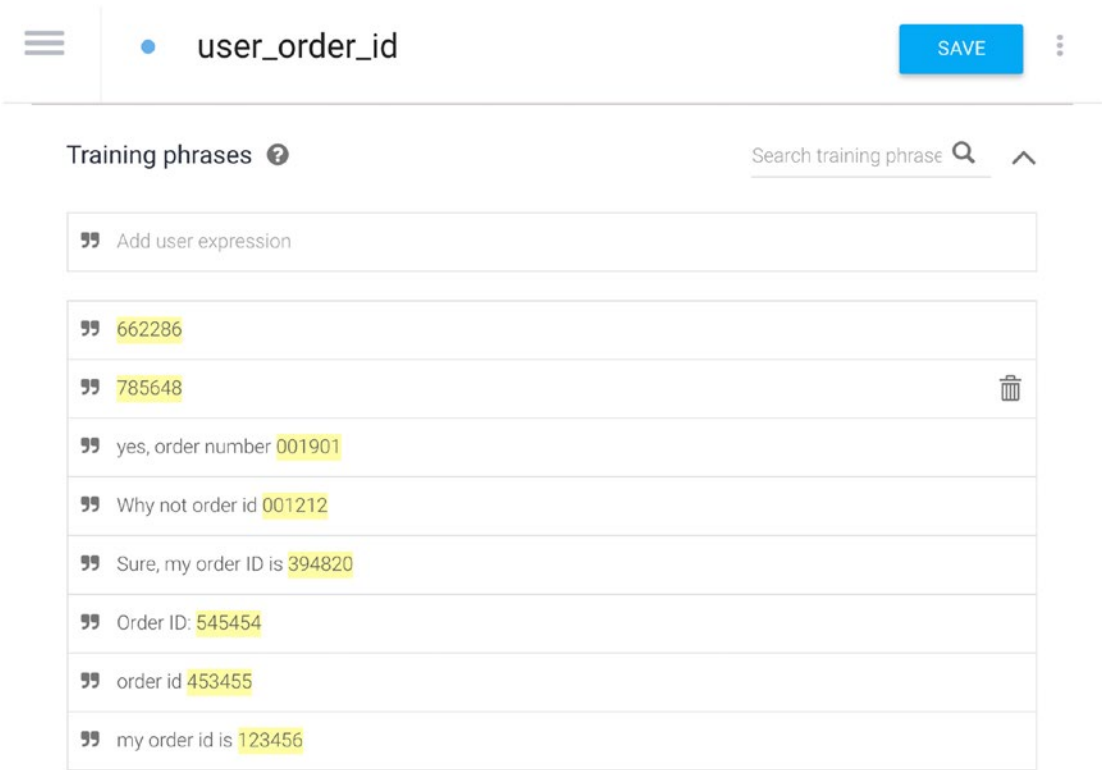 user_order_id
SAVE
Training phrases ?
Search training phrase
Add user expression
662286
785648
yes, order number 001901
Why not order id 001212
Sure, my order ID is 394820
Order ID: 545454
order id 453455
my order id is 123456